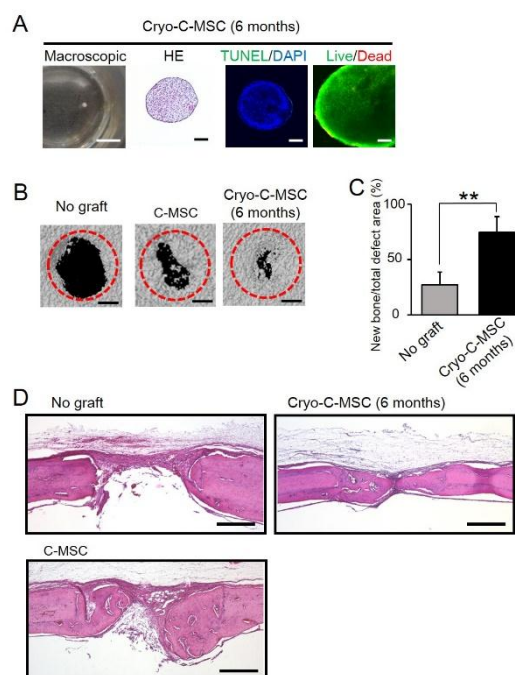 A
Cryo-C-MSC (6 months)
Macroscopic HE TUNEL/DAPI Live/Dead
B
No graft
C-MSC
Cryo-C-MSC
(6 months)
C
New bone/total defect area (%)
100
50
0
**
No graft
Cryo-C-MSC
(6 months)
D
No graft
Cryo-C-MSC (6 months)
C-MSC